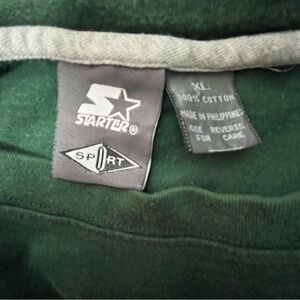 STARTER®
SPORT
XL
100% COTTON
MADE IN PHILIPPINES
SEE REVERSE
FOR CARE